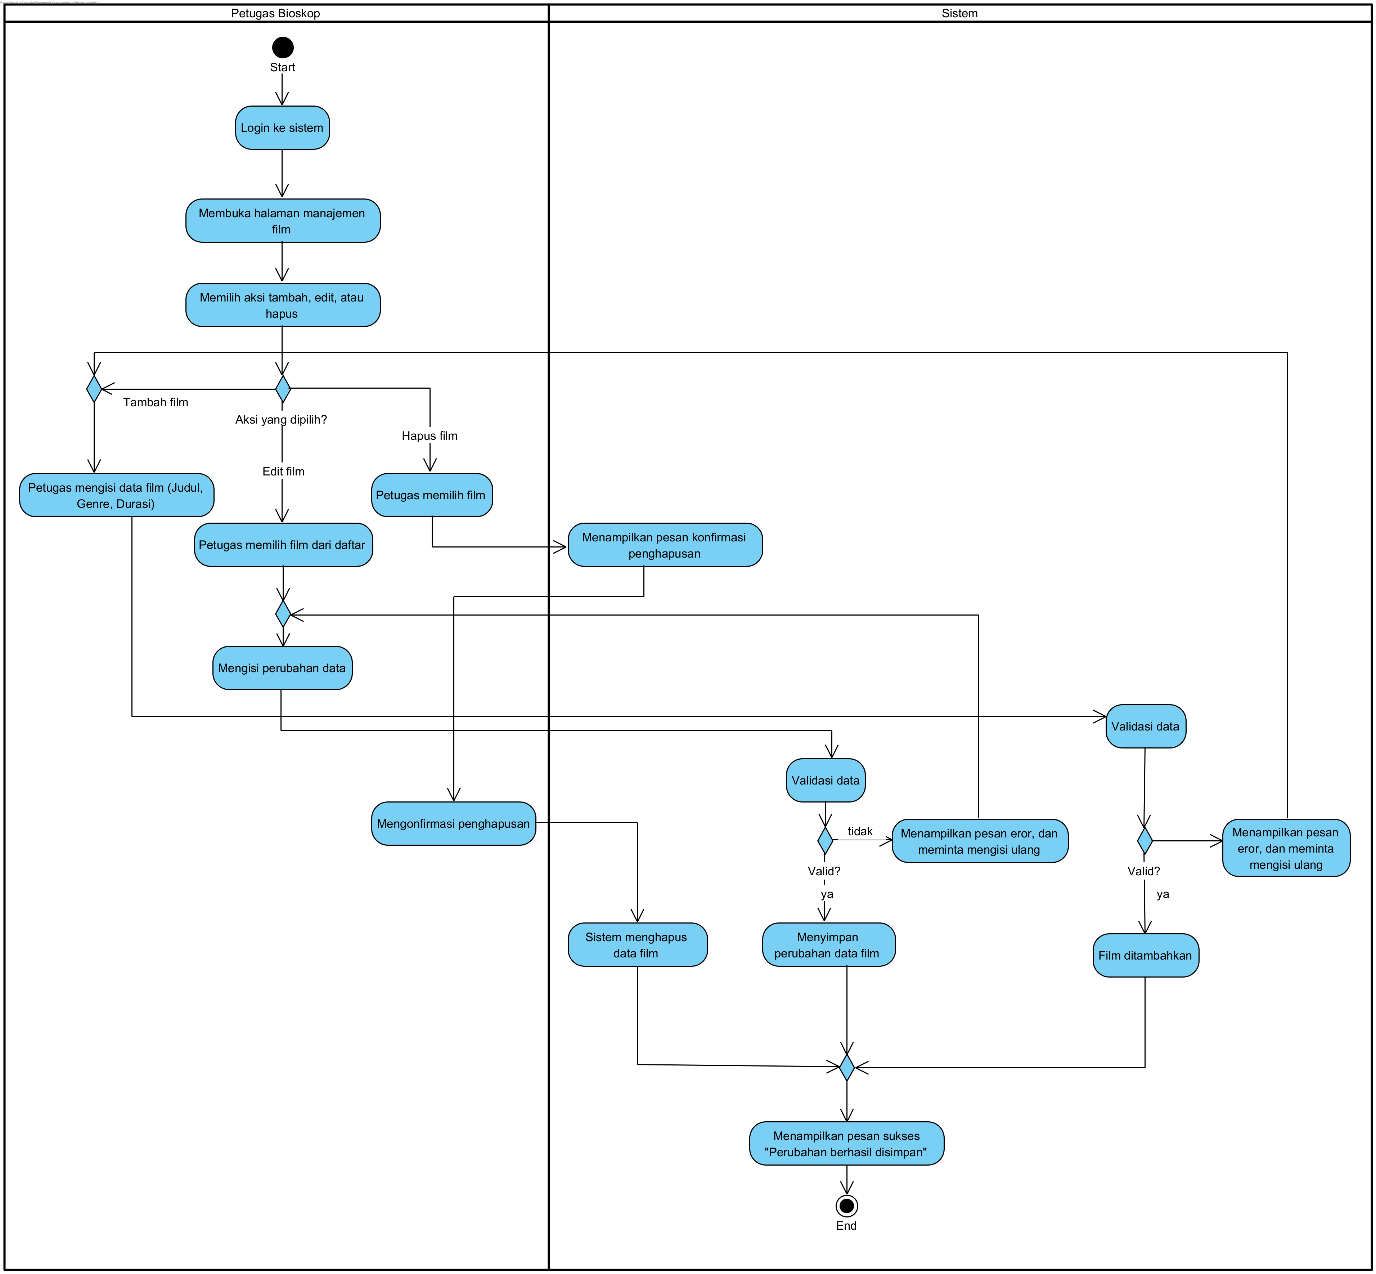 Petugas Bioskop
Sistem
Start
Login ke sistem
Membuka halaman manajemen
film
Memilih aksi tambah, edit, atau
hapus
Tambah film
Aksi yang dipilih?
Hapus film
Edit film
Petugas mengisi data film (Judul,
Genre, Durasi)
Petugas memilih film
Petugas memilih film dari daftar
Menampilkan pesan konfirmasi
penghapusan
Mengisi perubahan data
Validasi data
Validasi data
Mengonfirmasi penghapusan
tidak
Menampilkan pesan eror, dan
meminta mengisi ulang
Menampilkan pesan
eror, dan meminta
mengisi ulang
Valid?
ya
Valid?
ya
Sistem menghapus
data film
Menyimpan
perubahan data film
Film ditambahkan
Menampilkan pesan sukses
"Perubahan berhasil disimpan"
End